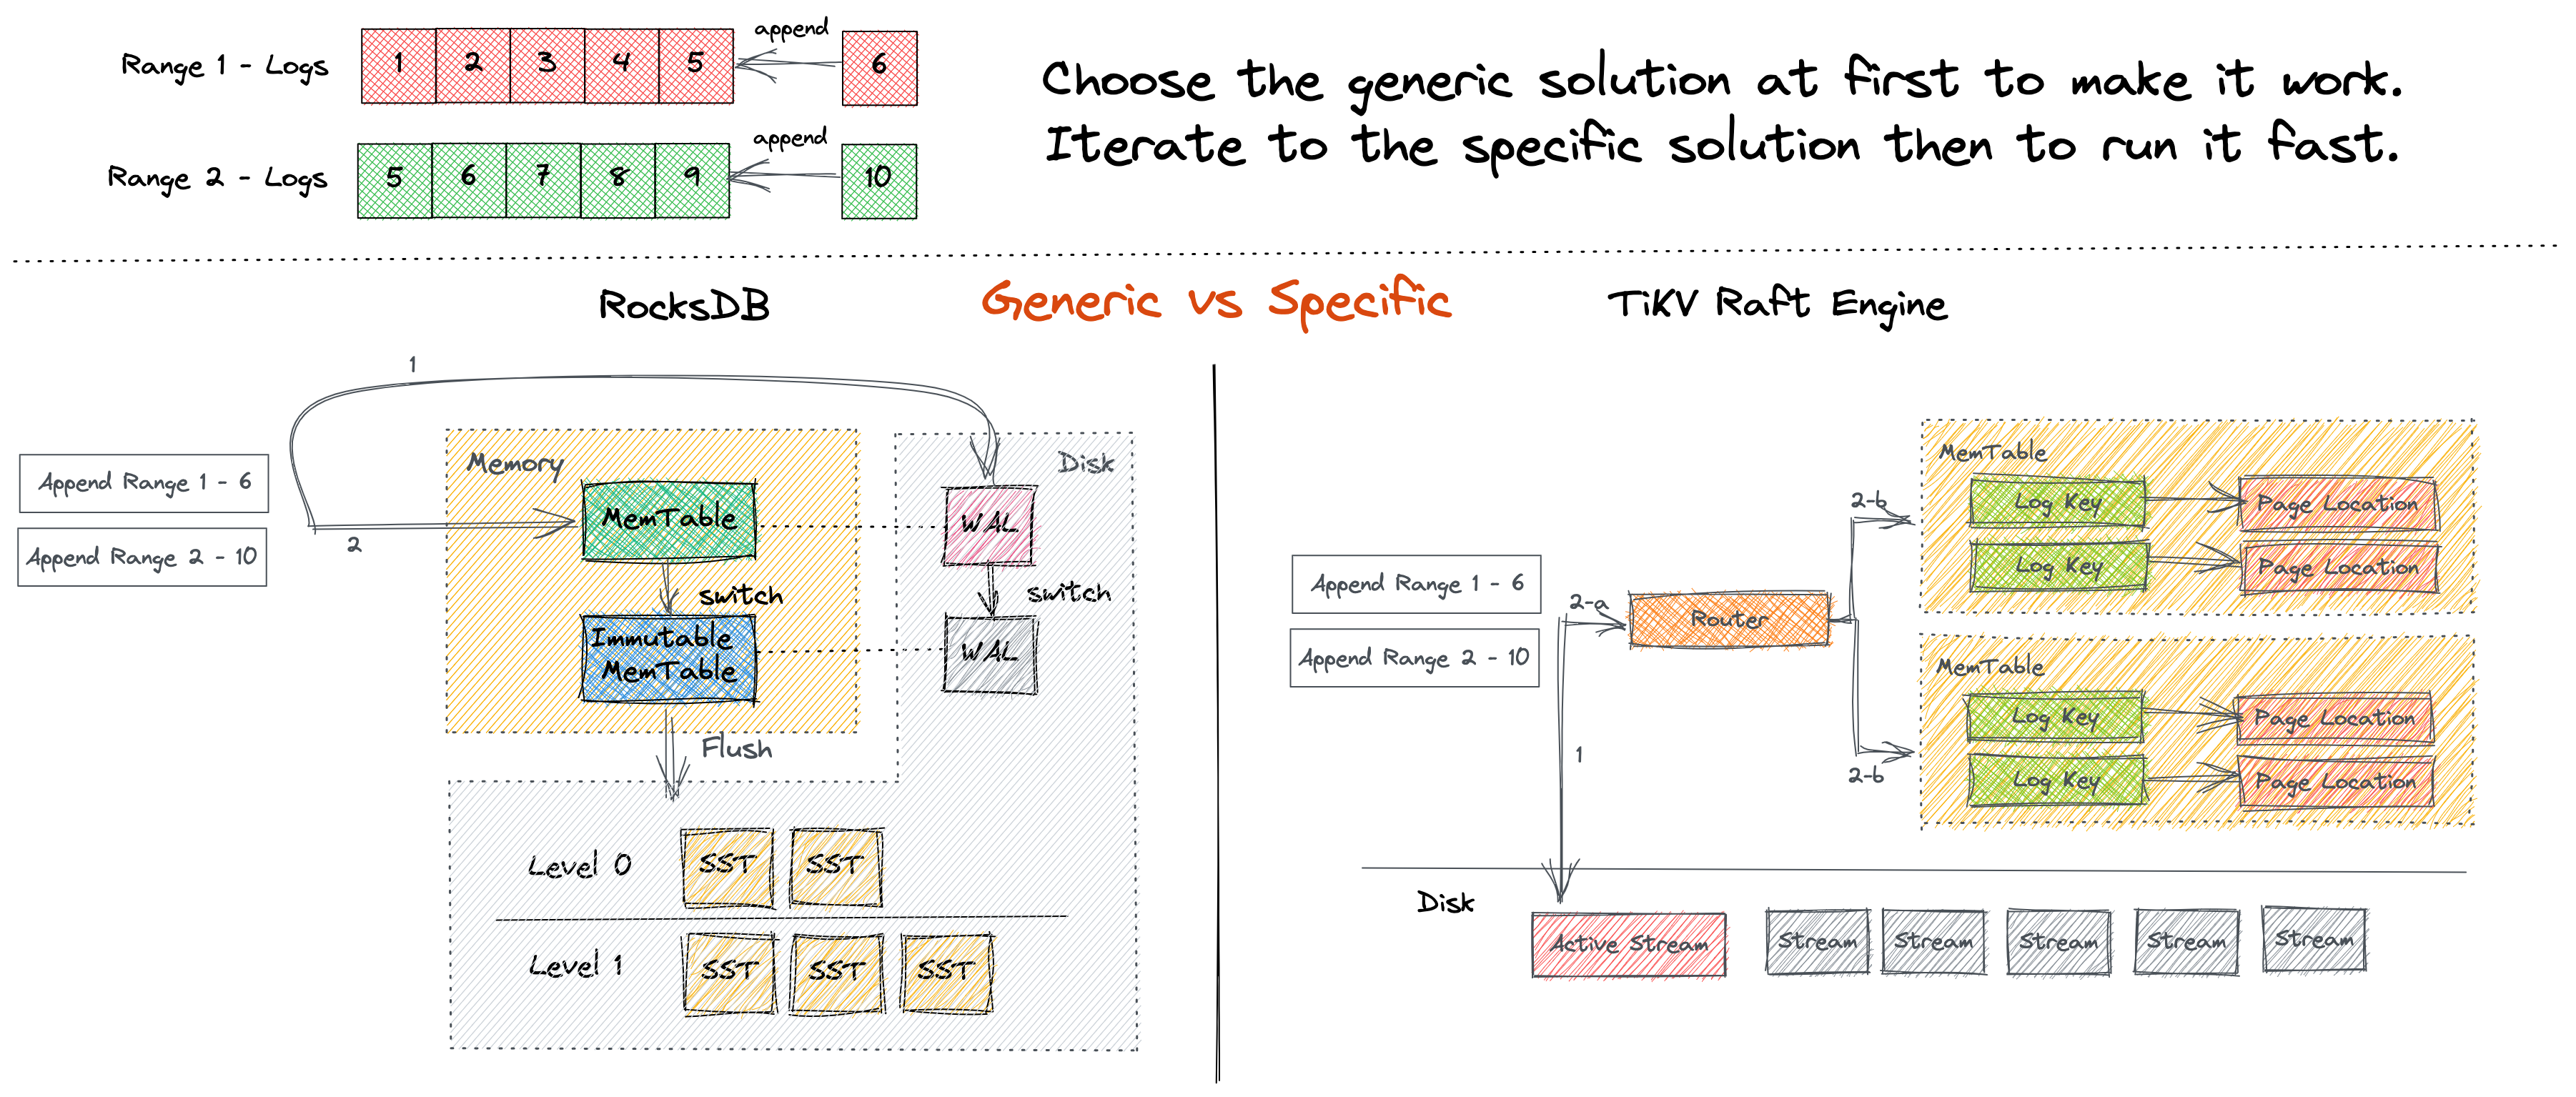 Range 1 - Logs
1 2 3 4 5
append
6
Range 2 - Logs
5 6 7 8 9
append
10
Choose the generic solution at first to make it work.
Iterate to the specific solution then to run it fast.
Generic vs Specific
RocksDB
1
2
Append Range 1 - 6
Append Range 2 - 10
Memory
MemTable
switch
Immutable
MemTable
Flush
Disk
WAL
switch
WAL
Level 0
SST SST
Level 1
SST SST SST
TiKV Raft Engine
Append Range 1 - 6
Append Range 2 - 10
1
2-a
Router
2-b
2-b
MemTable
Log Key Page Location
Log Key Page Location
MemTable
Log Key Page Location
Log Key Page Location
Disk
Active Stream Stream Stream Stream Stream Stream